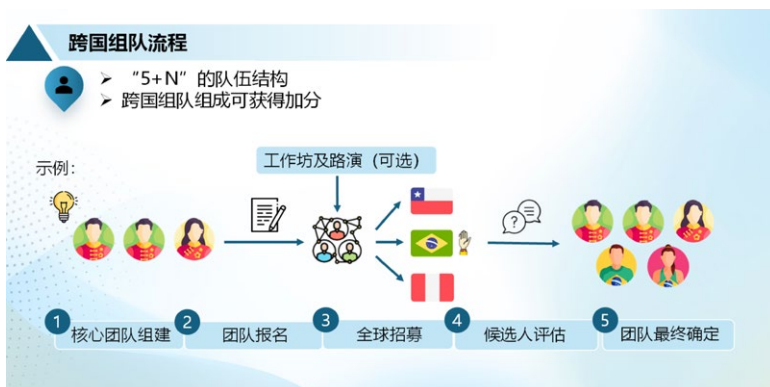 跨国组队流程
➢ “5+N”的队伍结构
➢ 跨国组队组成可获得加分
工作坊及路演（可选）
示例：
1 核心团队组建
2 团队报名
3 全球招募
4 候选人评估
5 团队最终确定